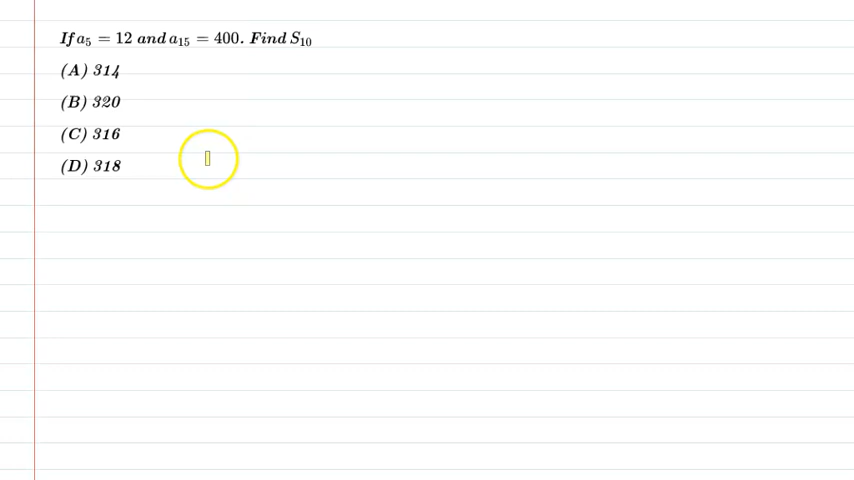 If a₅ = 12 and a₁₅ = 400. Find S₁₀
(A) 314
(B) 320
(C) 316
(D) 318